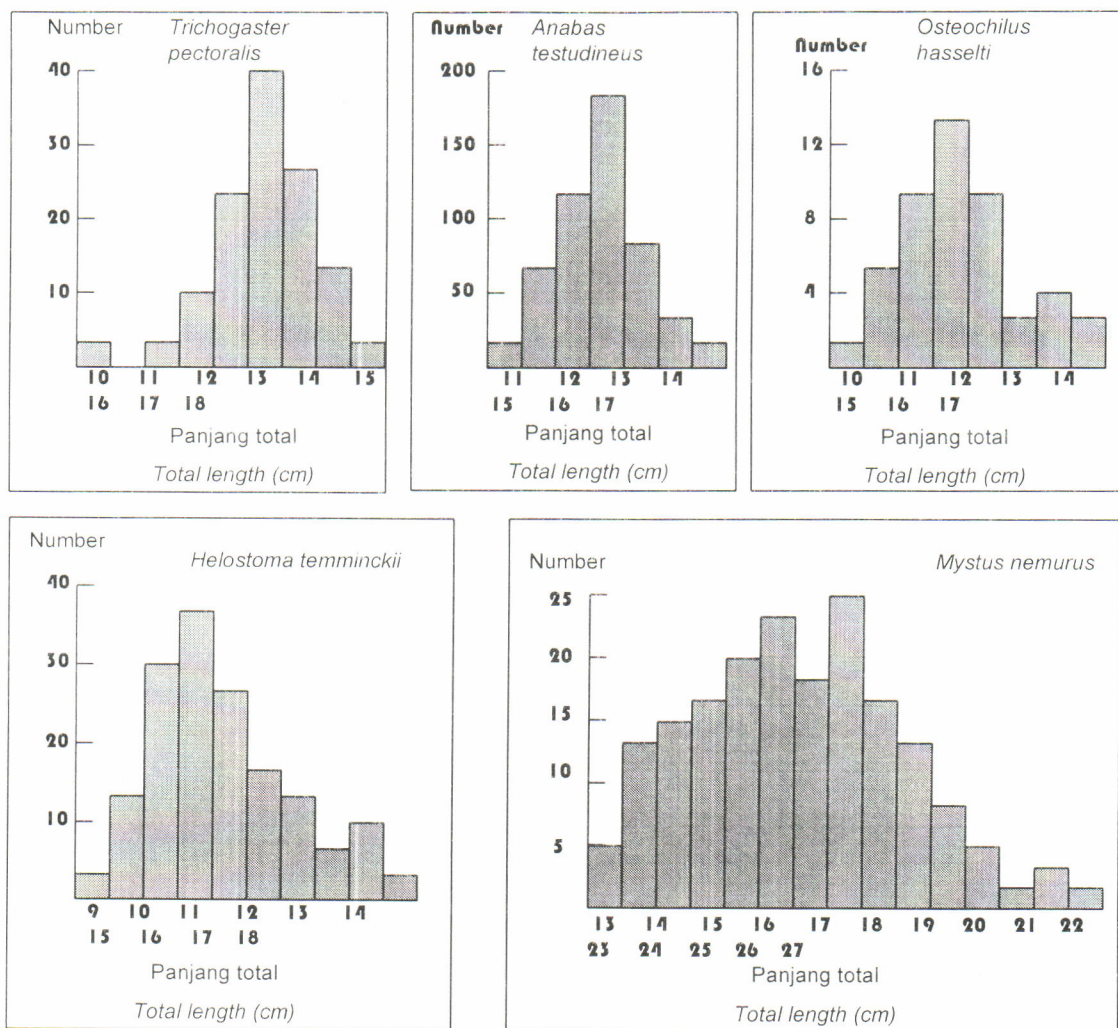 Number Trichogaster
pectoralis
40
30
20
10
10 11 12 13 14 15
16 17 18
Panjang total
Total length (cm)
Number Anabas
testudineus
200
150
100
50
11 12 13 14
15 16 17
Panjang total
Total length (cm)
Osteochilus
Number hasselti
16
12
8
4
10 11 12 13 14
15 16 17
Panjang total
Total length (cm)
Number
Helostoma temminckii
40
30
20
10
9 10 11 12 13 14
15 16 17 18
Panjang total
Total length (cm)
Number Mystus nemurus
25
20
15
10
5
13 14 15 16 17 18 19 20 21 22
23 24 25 26 27
Panjang total
Total length (cm)